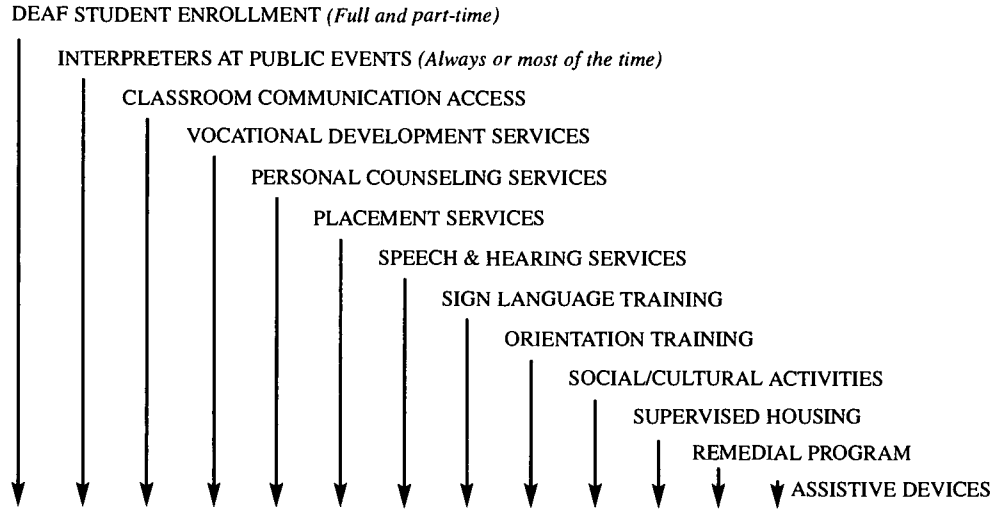 DEAF STUDENT ENROLLMENT (Full and part-time)
INTERPRETERS AT PUBLIC EVENTS (Always or most of the time)
CLASSROOM COMMUNICATION ACCESS
VOCATIONAL DEVELOPMENT SERVICES
PERSONAL COUNSELING SERVICES
PLACEMENT SERVICES
SPEECH & HEARING SERVICES
SIGN LANGUAGE TRAINING
ORIENTATION TRAINING
SOCIAL/CULTURAL ACTIVITIES
SUPERVISED HOUSING
REMEDIAL PROGRAM
ASSISTIVE DEVICES